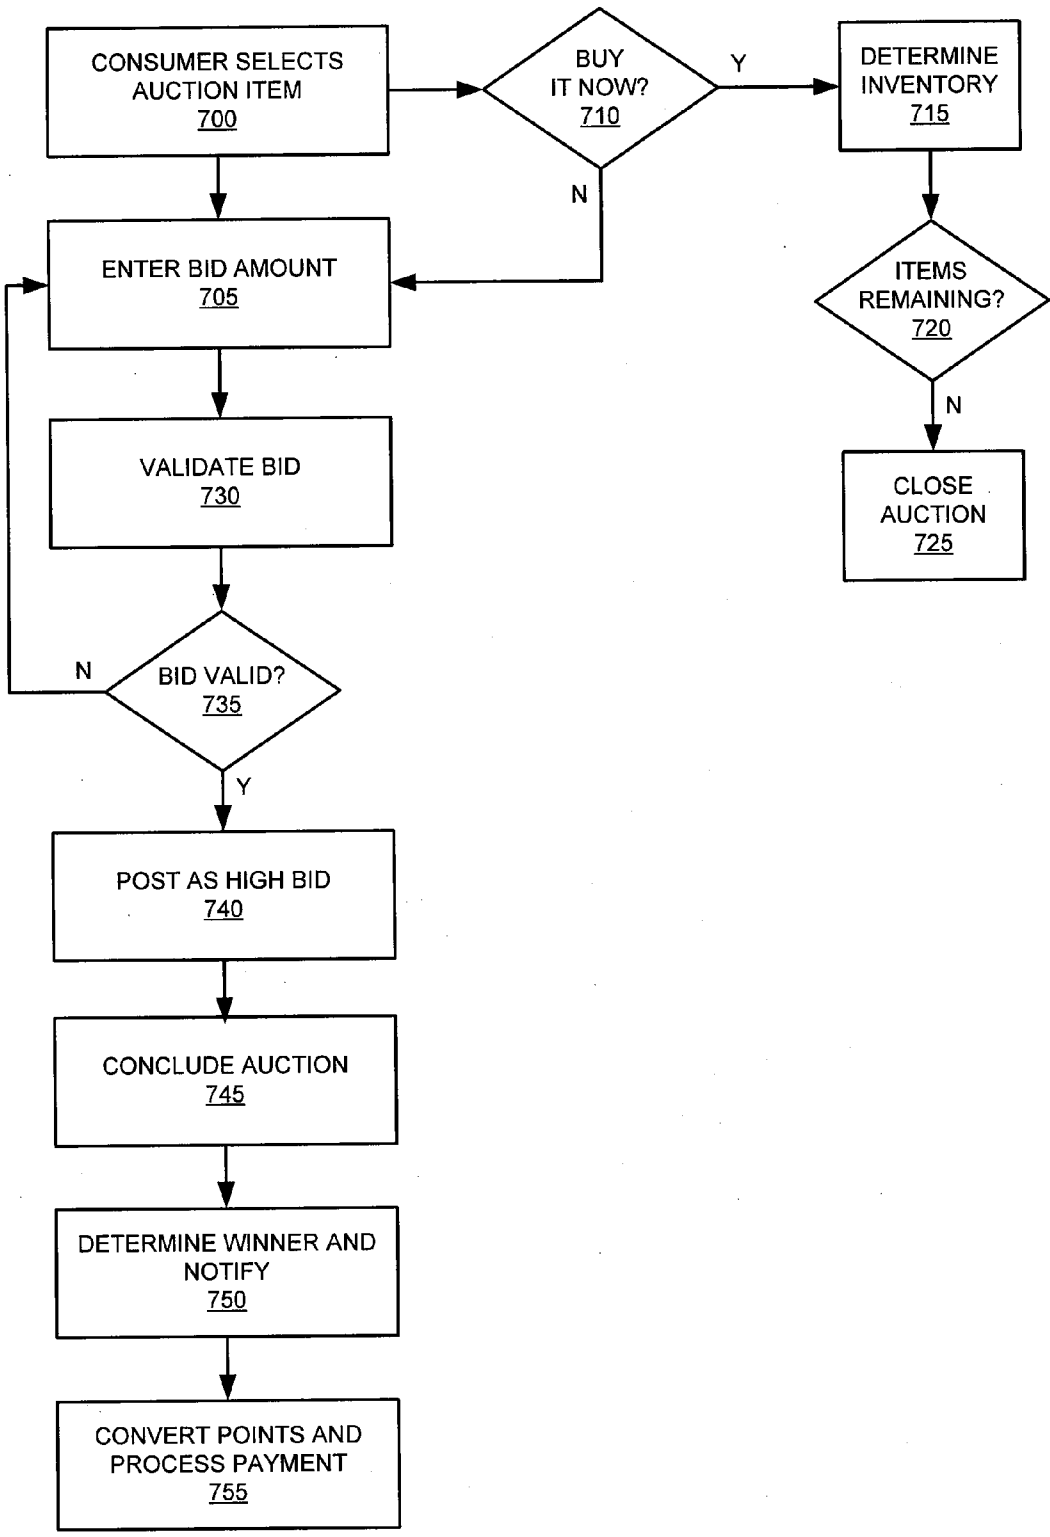 CONSUMER SELECTS
AUCTION ITEM
700
BUY
IT NOW?
710
Y
DETERMINE
INVENTORY
715
N
ENTER BID AMOUNT
705
ITEMS
REMAINING?
720
N
VALIDATE BID
730
CLOSE
AUCTION
725
N
BID VALID?
735
Y
POST AS HIGH BID
740
CONCLUDE AUCTION
745
DETERMINE WINNER AND
NOTIFY
750
CONVERT POINTS AND
PROCESS PAYMENT
755